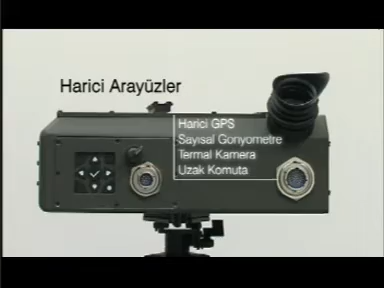 Harici Arayüzler
Harici GPS
Sayısal Gonyometre
Termal Kamera
Uzak Komuta